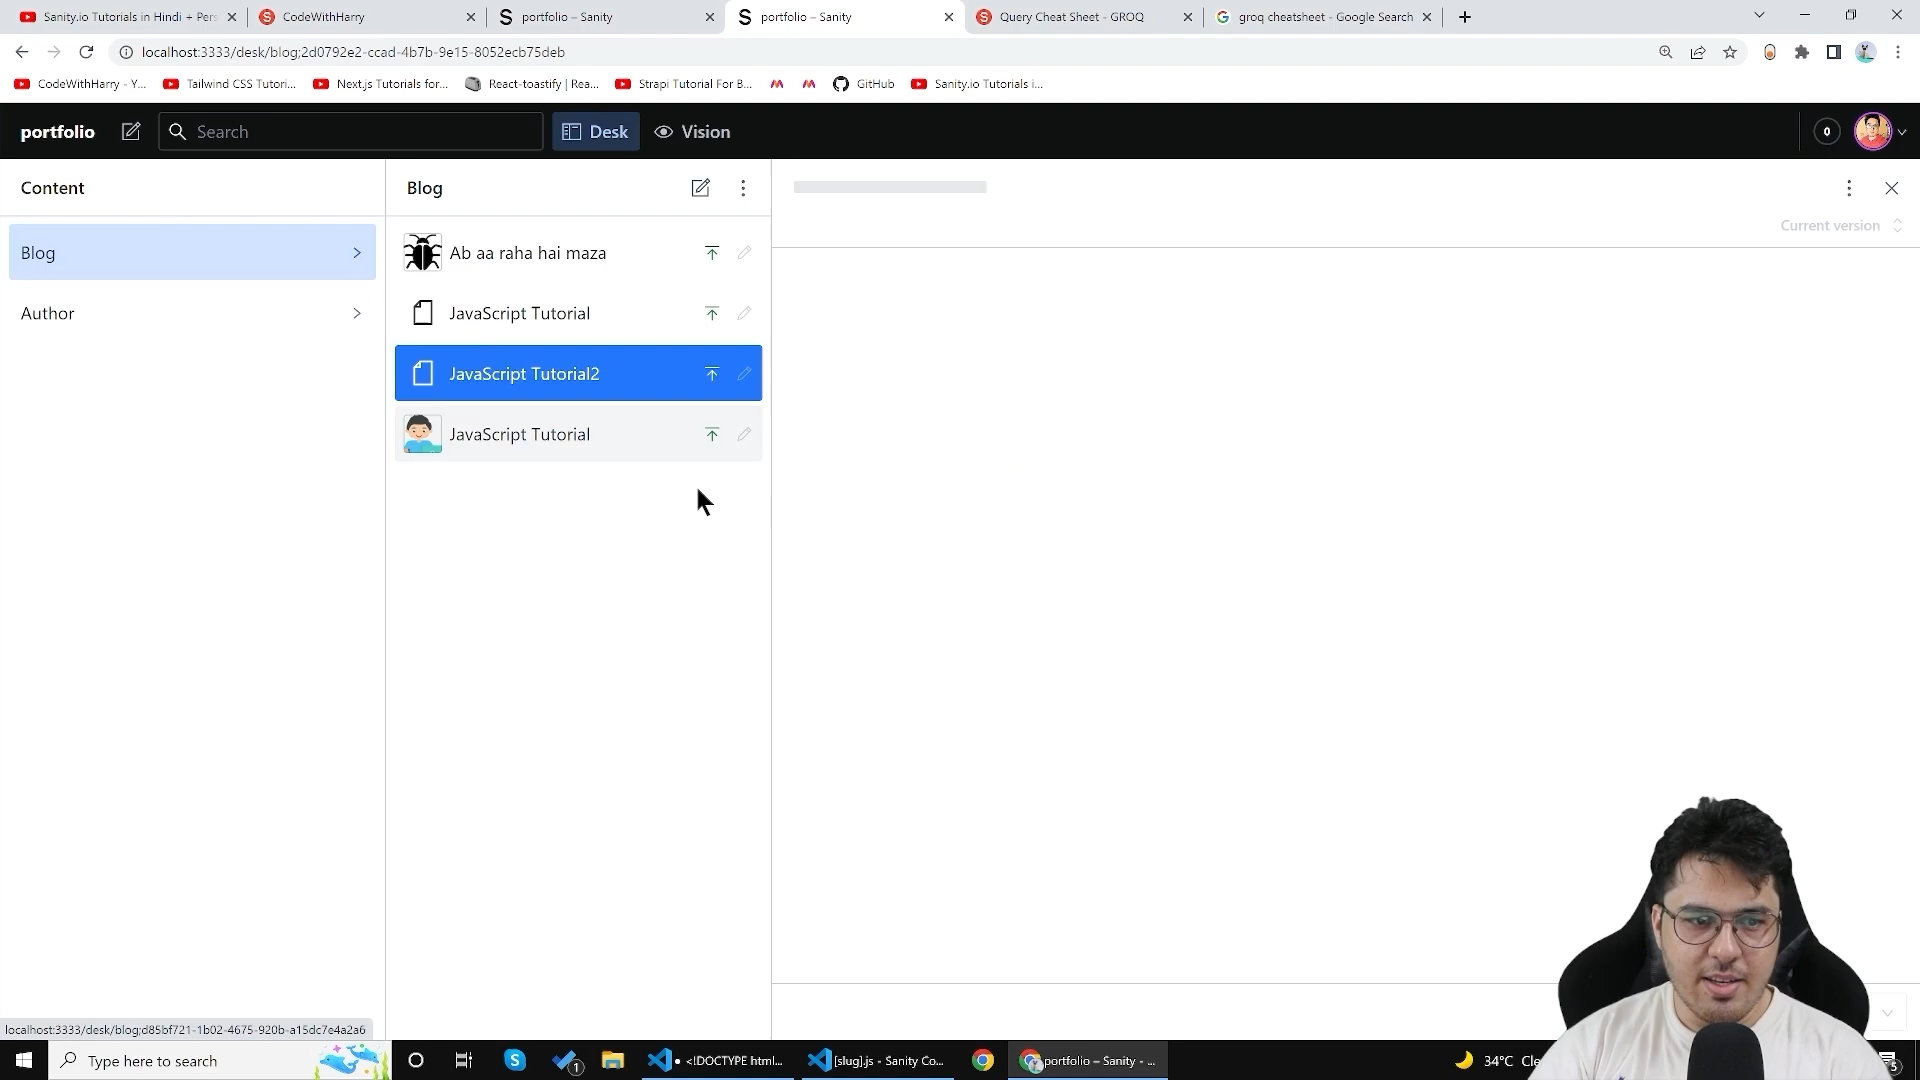 Sanity.io Tutorials in Hindi + Pers
CodeWithHarry
portfolio – Sanity
portfolio – Sanity
Query Cheat Sheet - GROQ
groq cheatsheet - Google Search
localhost:3333/desk/blog;2d0792e2-ccad-4b7b-9e15-8052ecb75deb
CodeWithHarry - Y...
Tailwind CSS Tutori...
Next.js Tutorials for...
React-toastify | Rea...
Strapi Tutorial For B...
GitHub
Sanity.io Tutorials i...
portfolio
Search
Desk
Vision
0
Content
Blog
Current version
Blog
Ab aa raha hai maza
Author
JavaScript Tutorial
JavaScript Tutorial2
JavaScript Tutorial
localhost:3333/desk/blog;d85bf721-1b02-4675-920b-a15dc7e4a2a6
Type here to search
1
<!DOCTYPE html...
[slug].js - Sanity Co...
portfolio – Sanity - ...
34°C Cle
5